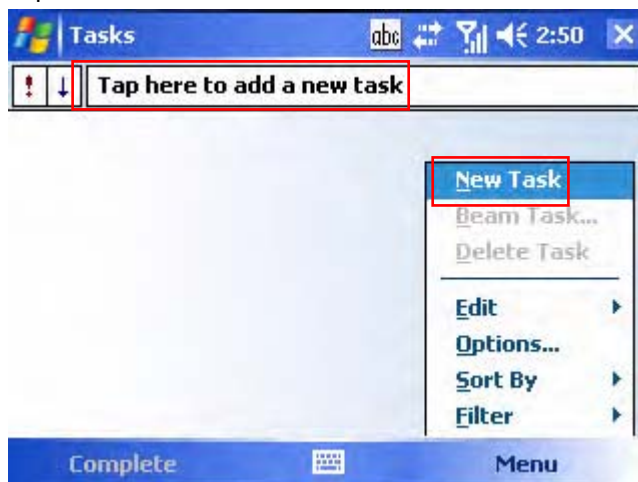 Tasks abc 2:50
! ↓ Tap here to add a new task
New Task
Beam Task...
Delete Task
Edit
Options...
Sort By
Filter
Complete Menu